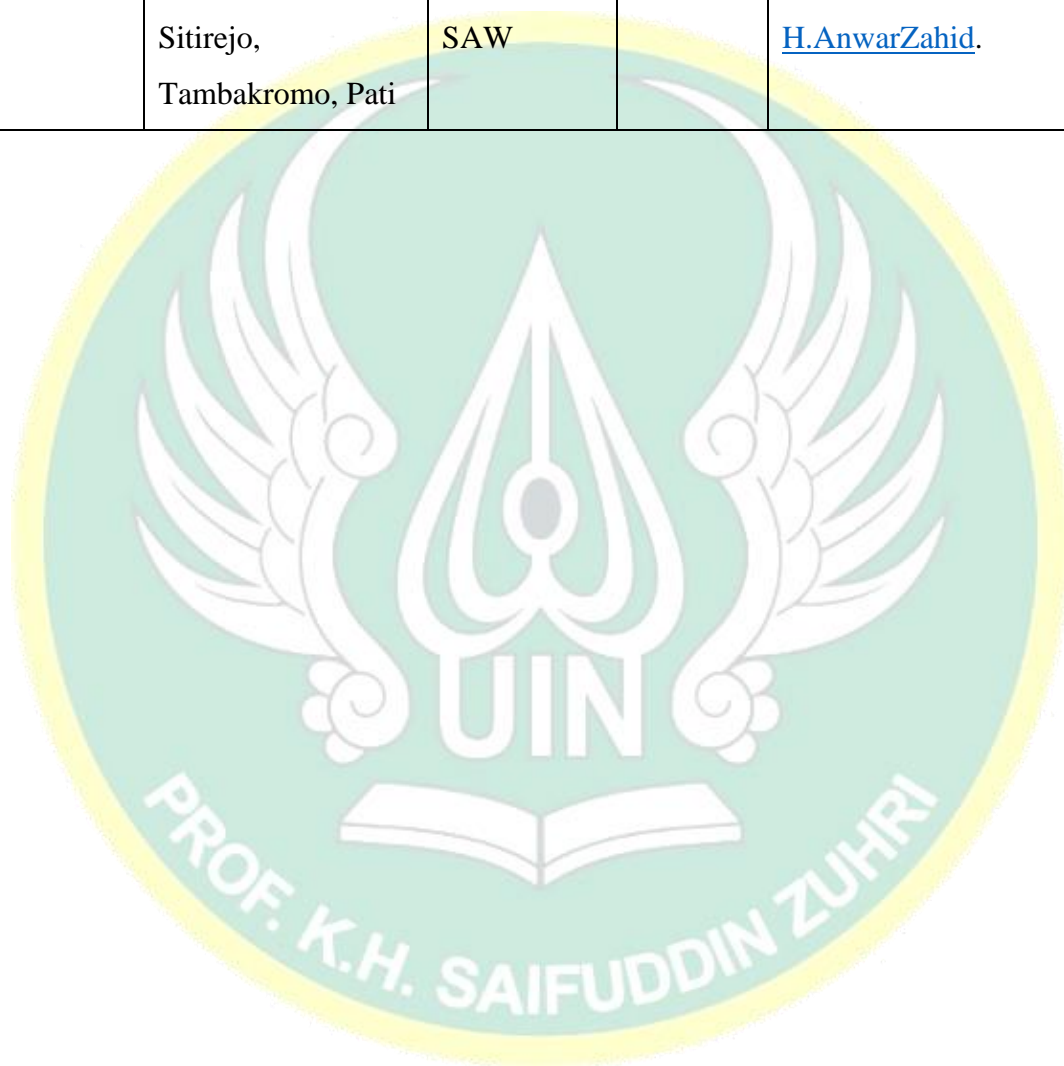 Sitirejo,
Tambakromo, Pati
SAW
H.AnwarZahid.
UIN
PROF. K.H. SAIFUDDIN ZUHRI